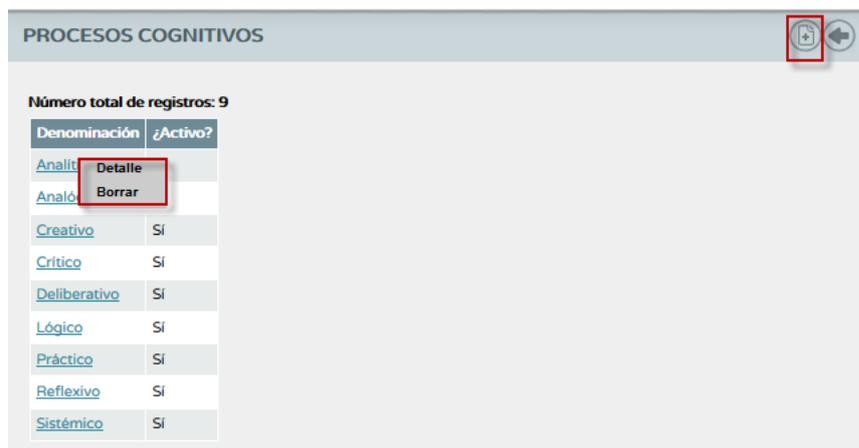 PROCESOS COGNITIVOS
Número total de registros: 9
Denominación ¿Activo?
Detalle
Borrar
Creativo Sí
Crítico Sí
Deliberativo Sí
Lógico Sí
Práctico Sí
Reflexivo Sí
Sistémico Sí